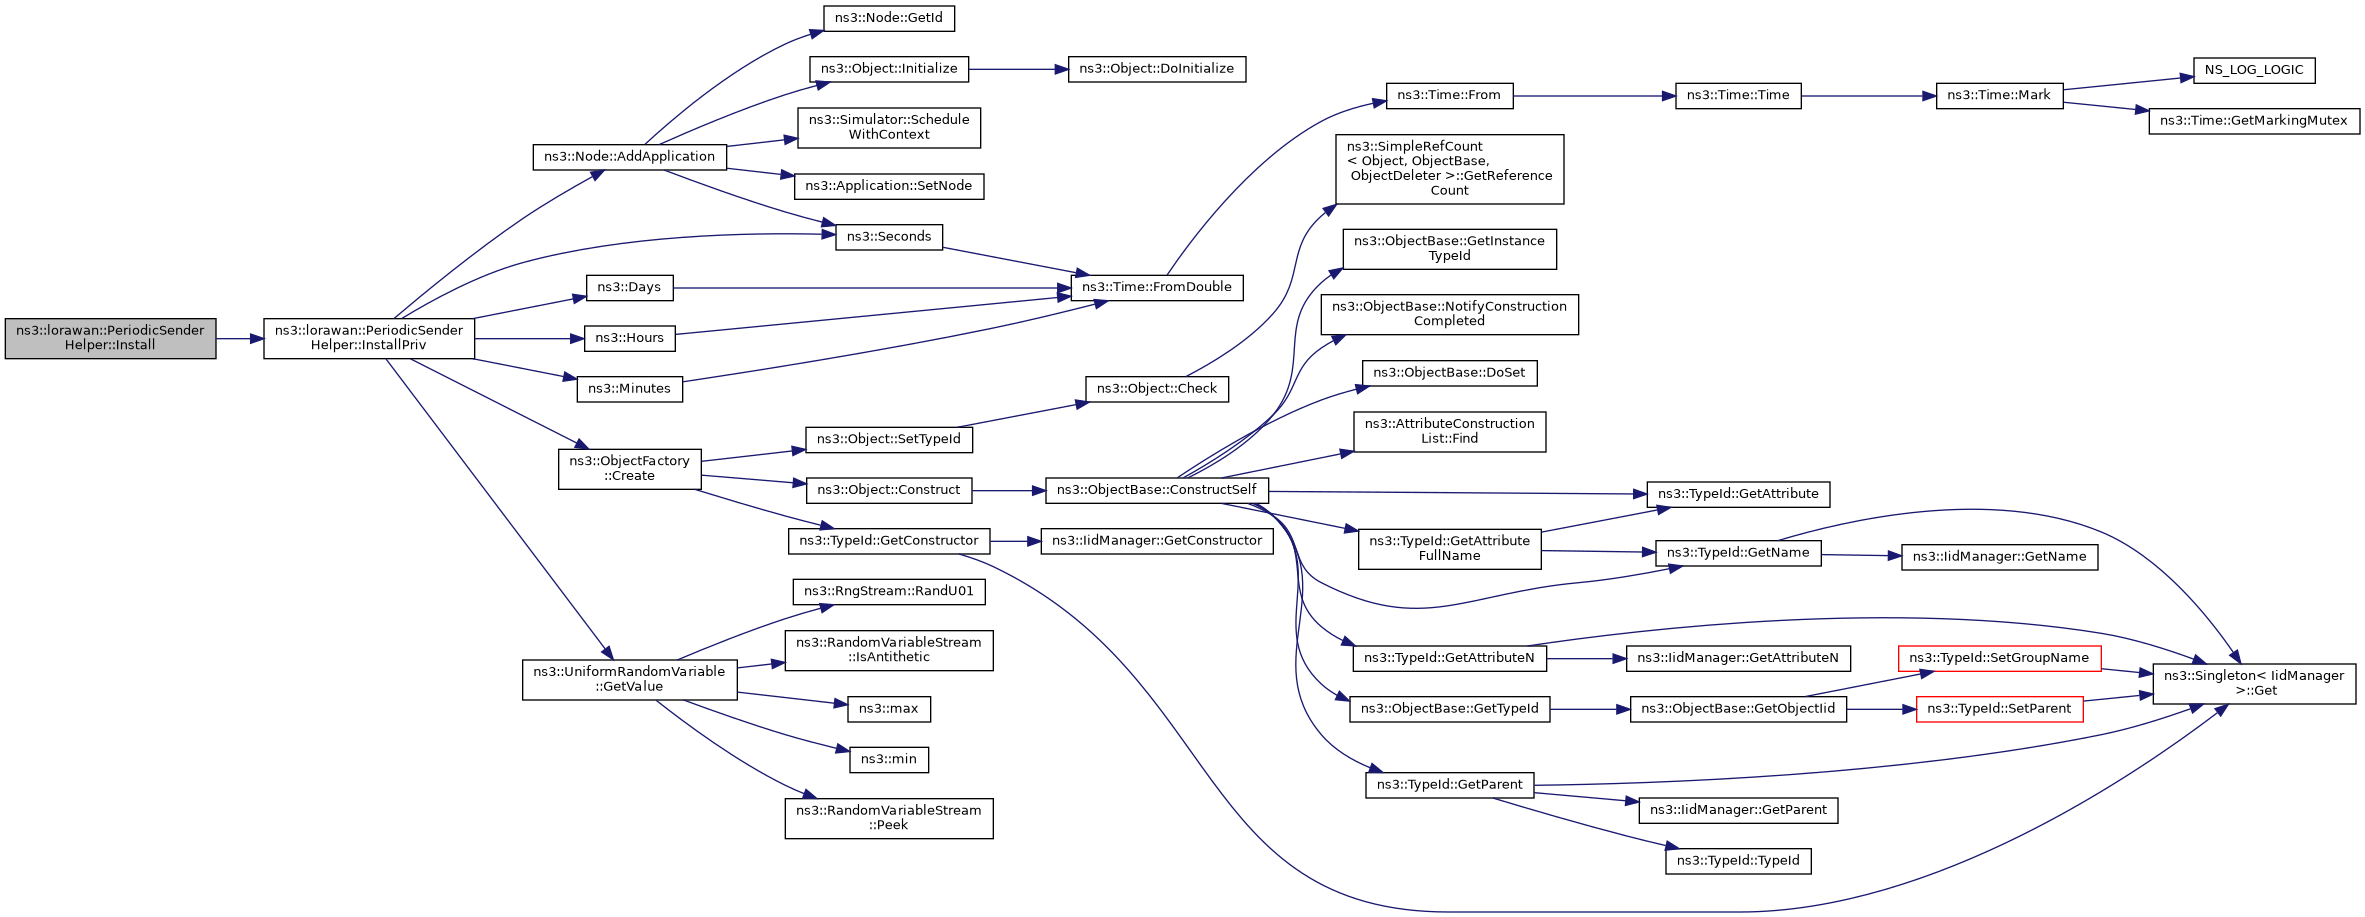 ns3::lorawan::PeriodicSender
Helper::Install
ns3::lorawan::PeriodicSender
Helper::InstallPriv
ns3::Node::AddApplication
ns3::Days
ns3::Hours
ns3::Minutes
ns3::ObjectFactory
::Create
ns3::UniformRandomVariable
::GetValue
ns3::Node::GetId
ns3::Object::Initialize
ns3::Simulator::Schedule
WithContext
ns3::Application::SetNode
ns3::Seconds
ns3::Object::SetTypeId
ns3::Object::Construct
ns3::TypeId::GetConstructor
ns3::RngStream::RandU01
ns3::RandomVariableStream
::IsAntithetic
ns3::max
ns3::min
ns3::RandomVariableStream
::Peek
ns3::Object::DoInitialize
ns3::Time::FromDouble
ns3::Object::Check
ns3::ObjectBase::ConstructSelf
ns3::IidManager::GetConstructor
ns3::Time::From
ns3::SimpleRefCount
< Object, ObjectBase,
ObjectDeleter >::GetReference
Count
ns3::ObjectBase::GetInstance
TypeId
ns3::ObjectBase::NotifyConstruction
Completed
ns3::ObjectBase::DoSet
ns3::AttributeConstruction
List::Find
ns3::TypeId::GetAttribute
FullName
ns3::TypeId::GetAttributeN
ns3::ObjectBase::GetTypeId
ns3::TypeId::GetParent
ns3::Time::Time
ns3::TypeId::GetAttribute
ns3::TypeId::GetName
ns3::IidManager::GetAttributeN
ns3::ObjectBase::GetObjectIid
ns3::IidManager::GetParent
ns3::TypeId::TypeId
ns3::Time::Mark
ns3::IidManager::GetName
ns3::TypeId::SetGroupName
ns3::TypeId::SetParent
NS_LOG_LOGIC
ns3::Time::GetMarkingMutex
ns3::Singleton< IidManager
>::Get